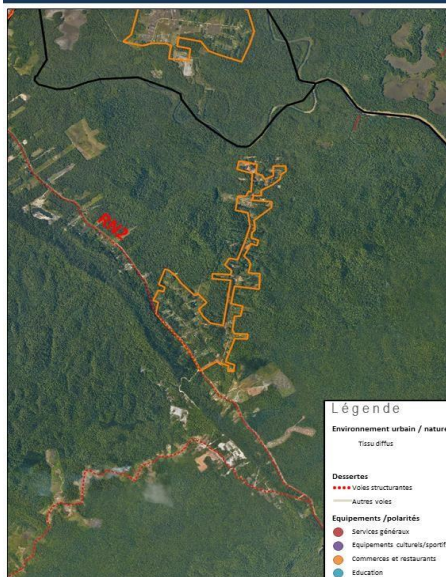 RN2
Légende
Environnement urbain / nature
Tissu diffus
Dessertes
Voies structurantes
Autres voies
Equipements /polarités
Services généraux
Equipements culturels/sportif
Commerces et restaurants
Education